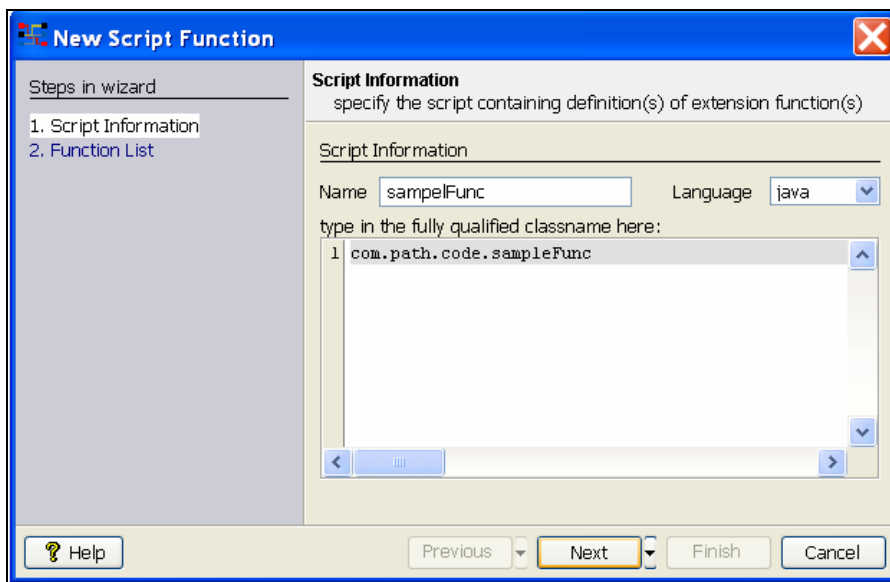 New Script Function
Steps in wizard
1. Script Information
2. Function List
Script Information
specify the script containing definition(s) of extension function(s)
Script Information
Name sampelFunc Language java
type in the fully qualified classname here:
1 com.path.code.sampleFunc
Help Previous Next Finish Cancel